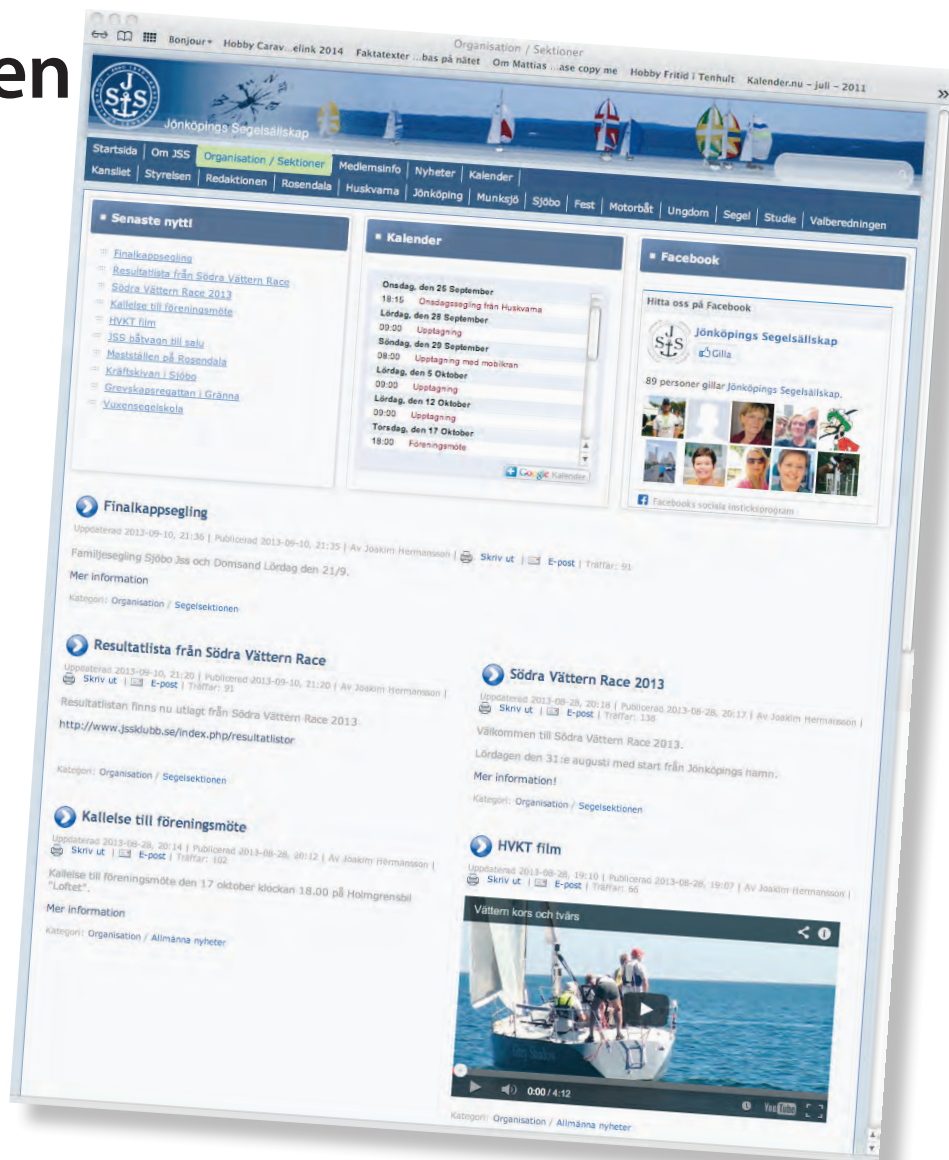 en
Organisation / Sektioner
Bonjour Hobby Carav...elink 2014 Faktatexter ...bas på nätet Om Mattias ...ase copy me Hobby Fritid i Tenhult Kalender.nu – juli – 2011 »
JSS
Jönköpings Segelsällskap
Startsida | Om JSS | Organisation / Sektioner | Medlemsinfo | Nyheter | Kalender |
Kansliet | Styrelsen | Redaktionen | Rosendala | Huskvarna | Jönköping | Munksjö | Sjöbo | Fest | Motorbåt | Ungdom | Segel | Studie | Valberedningen
Senaste nytt!
Finalkappsegling
Resultatlista från Södra Vättern Race
Södra Vättern Race 2013
Kallelse till föreningsmöte
HVKT film
JSS båtvagn till salu
Mastställen på Rosendala
Kräftskivan i Sjöbo
Grevskapsregattan i Gränna
Vuxensegelskola
Kalender
Onsdag, den 25 September
18:15 Onsdagssegling från Huskvarna
Lördag, den 28 September
09:00 Upptagning
Söndag, den 29 September
08:00 Upptagning med mobilkran
Lördag, den 5 Oktober
09:00 Upptagning
Lördag, den 12 Oktober
09:00 Upptagning
Torsdag, den 17 Oktober
18:00 Föreningsmöte
Google Kalender
Facebook
Hitta oss på Facebook
JSS
Jönköpings Segelsällskap
Gilla
89 personer gillar Jönköpings Segelsällskap.
Facebooks sociala insticksprogram
Finalkappsegling
Uppdaterad 2013-09-10, 21:36 | Publicerad 2013-09-10, 21:35 | Av Joakim Hermansson | Skriv ut | E-post | Träffar: 91
Familjesegling Sjöbo Jss och Domsand Lördag den 21/9.
Mer information
Kategori: Organisation / Segelsektionen
Resultatlista från Södra Vättern Race
Uppdaterad 2013-09-10, 21:20 | Publicerad 2013-09-10, 21:20 | Av Joakim Hermansson |
Skriv ut | E-post | Träffar: 91
Resultatlistan finns nu utlagt från Södra Vättern Race 2013
http://www.jssklubb.se/index.php/resultatlistor
Kategori: Organisation / Segelsektionen
Södra Vättern Race 2013
Uppdaterad 2013-08-28, 20:18 | Publicerad 2013-08-28, 20:17 | Av Joakim Hermansson |
Skriv ut | E-post | Träffar: 138
Välkommen till Södra Vättern Race 2013.
Lördagen den 31:e augusti med start från Jönköpings hamn.
Mer information!
Kategori: Organisation / Segelsektionen
Kallelse till föreningsmöte
Uppdaterad 2013-08-28, 20:14 | Publicerad 2013-08-28, 20:12 | Av Joakim Hermansson |
Skriv ut | E-post | Träffar: 102
Kallelse till föreningsmöte den 17 oktober klockan 18.00 på Holmgrensbil
"Loftet".
Mer information
Kategori: Organisation / Allmänna nyheter
HVKT film
Uppdaterad 2013-08-28, 19:10 | Publicerad 2013-08-28, 19:07 | Av Joakim Hermansson |
Skriv ut | E-post | Träffar: 66
Vättern kors och tvärs
0:00 / 4:12
YouTube
Kategori: Organisation / Allmänna nyheter